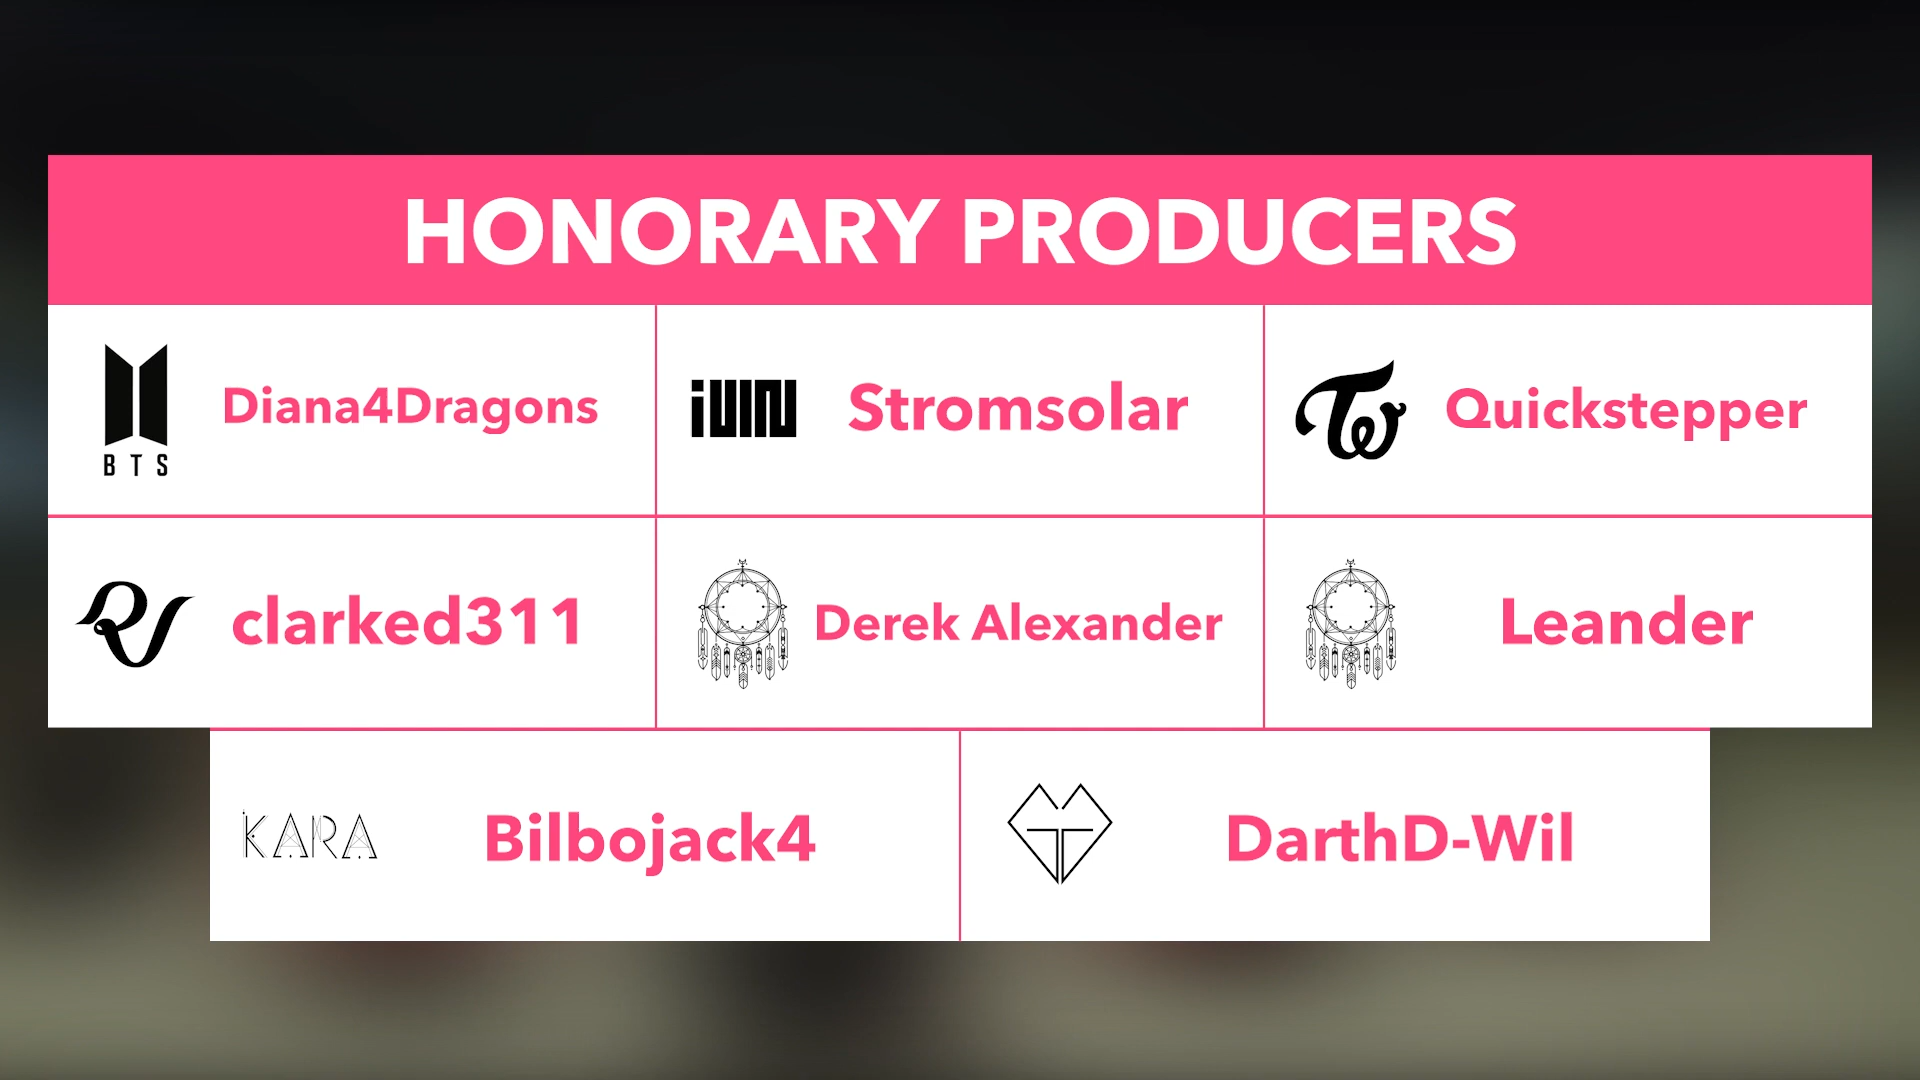 HONORARY PRODUCERS
BTS
Diana4Dragons
Stromsolar
Quickstepper
clarked311
Derek Alexander
Leander
KARA
Bilbojack4
DarthD-Wil